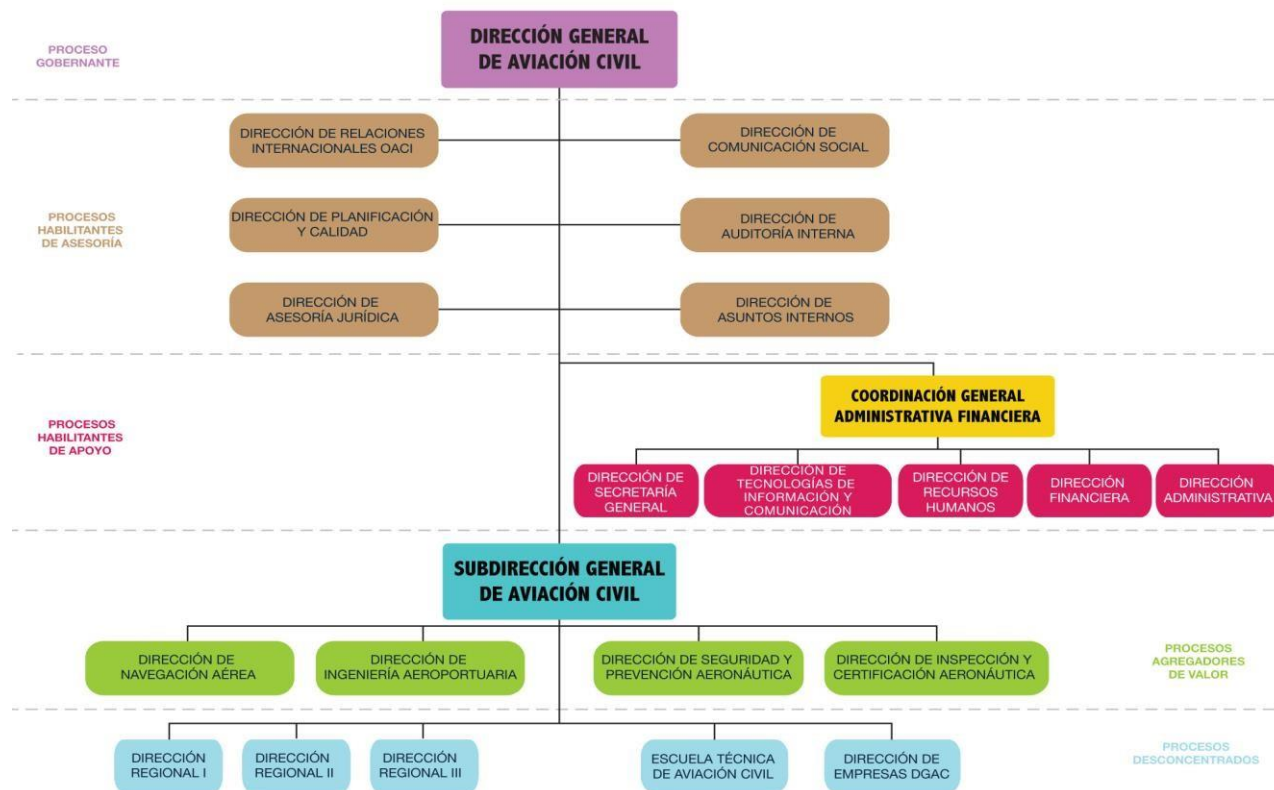 PROCESO
GOBERNANTE
DIRECCIÓN GENERAL
DE AVIACIÓN CIVIL
DIRECCIÓN DE RELACIONES
INTERNACIONALES OACI
DIRECCIÓN DE
COMUNICACIÓN SOCIAL
PROCESOS
HABILITANTES
DE ASESORÍA
DIRECCIÓN DE PLANIFICACIÓN
Y CALIDAD
DIRECCIÓN DE
AUDITORÍA INTERNA
DIRECCIÓN DE
ASESORÍA JURÍDICA
DIRECCIÓN DE
ASUNTOS INTERNOS
PROCESOS
HABILITANTES
DE APOYO
COORDINACIÓN GENERAL
ADMINISTRATIVA FINANCIERA
DIRECCIÓN DE
SECRETARÍA
GENERAL
DIRECCIÓN DE
TECNOLOGÍAS DE
INFORMACIÓN Y
COMUNICACIÓN
DIRECCIÓN DE
RECURSOS
HUMANOS
DIRECCIÓN
FINANCIERA
DIRECCIÓN
ADMINISTRATIVA
SUBDIRECCIÓN GENERAL
DE AVIACIÓN CIVIL
DIRECCIÓN DE
NAVEGACIÓN AÉREA
DIRECCIÓN DE
INGENIERÍA AEROPORTUARIA
DIRECCIÓN DE SEGURIDAD Y
PREVENCIÓN AERONÁUTICA
DIRECCIÓN DE INSPECCIÓN Y
CERTIFICACIÓN AERONÁUTICA
PROCESOS
AGREGADORES
DE VALOR
DIRECCIÓN
REGIONAL I
DIRECCIÓN
REGIONAL II
DIRECCIÓN
REGIONAL III
ESCUELA TÉCNICA
DE AVIACIÓN CIVIL
DIRECCIÓN DE
EMPRESAS DGAC
PROCESOS
DESCONCENTRADOS